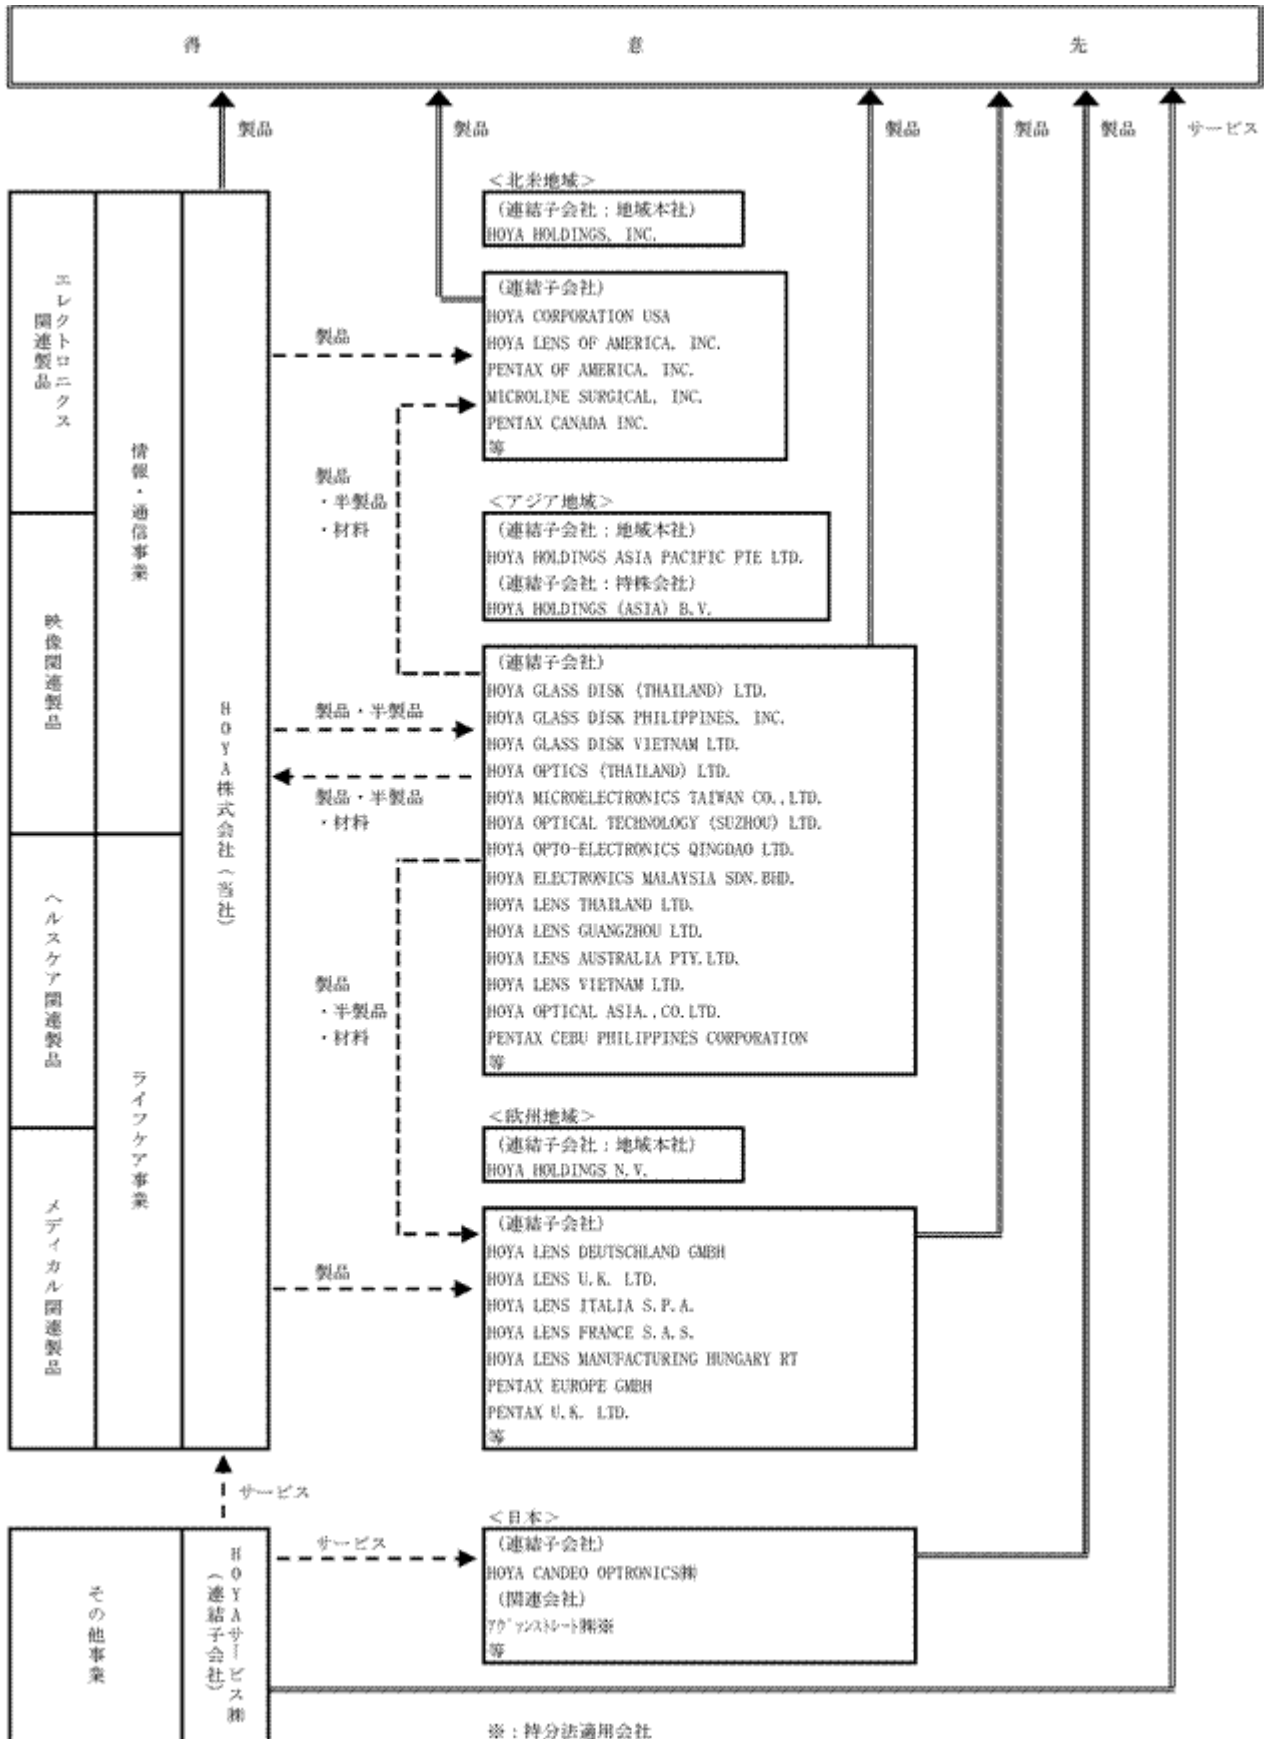 得意先
製品
製品
製品
製品
製品
サービス
エレクトロニクス
関連製品
映像関連製品
ヘルスケア関連製品
メディカル関連製品
情報・通信事業
ライフケア事業
HOYA株式会社(当社)
＜北米地域＞
(連結子会社：地域本社)
HOYA HOLDINGS, INC.
(連結子会社)
HOYA CORPORATION USA
HOYA LENS OF AMERICA, INC.
PENTAX OF AMERICA, INC.
MICROLINE SURGICAL, INC.
PENTAX CANADA INC.
等
製品
製品
・半製品
・材料
＜アジア地域＞
(連結子会社：地域本社)
HOYA HOLDINGS ASIA PACIFIC PTE LTD.
(連結子会社：持株会社)
HOYA HOLDINGS (ASIA) B.V.
(連結子会社)
HOYA GLASS DISK (THAILAND) LTD.
HOYA GLASS DISK PHILIPPINES, INC.
HOYA GLASS DISK VIETNAM LTD.
HOYA OPTICS (THAILAND) LTD.
HOYA MICROELECTRONICS TAIWAN CO.,LTD.
HOYA OPTICAL TECHNOLOGY (SUZHOU) LTD.
HOYA OPTO-ELECTRONICS QINGDAO LTD.
HOYA ELECTRONICS MALAYSIA SDN.BHD.
HOYA LENS THAILAND LTD.
HOYA LENS GUANGZHOU LTD.
HOYA LENS AUSTRALIA PTY.LTD.
HOYA LENS VIETNAM LTD.
HOYA OPTICAL ASIA.,CO.LTD.
PENTAX CEBU PHILIPPINES CORPORATION
等
製品・半製品
製品・半製品
・材料
製品
・半製品
・材料
＜欧州地域＞
(連結子会社：地域本社)
HOYA HOLDINGS N.V.
(連結子会社)
HOYA LENS DEUTSCHLAND GMBH
HOYA LENS U.K. LTD.
HOYA LENS ITALIA S.P.A.
HOYA LENS FRANCE S.A.S.
HOYA LENS MANUFACTURING HUNGARY RT
PENTAX EUROPE GMBH
PENTAX U.K. LTD.
等
製品
サービス
その他事業
HOYAサービス㈱
(連結子会社)
サービス
＜日本＞
(連結子会社)
HOYA CANDEO OPTRONICS㈱
(関連会社)
ｱｳﾞｧﾝｽﾄﾚｰﾄ㈱※
等
※：持分法適用会社